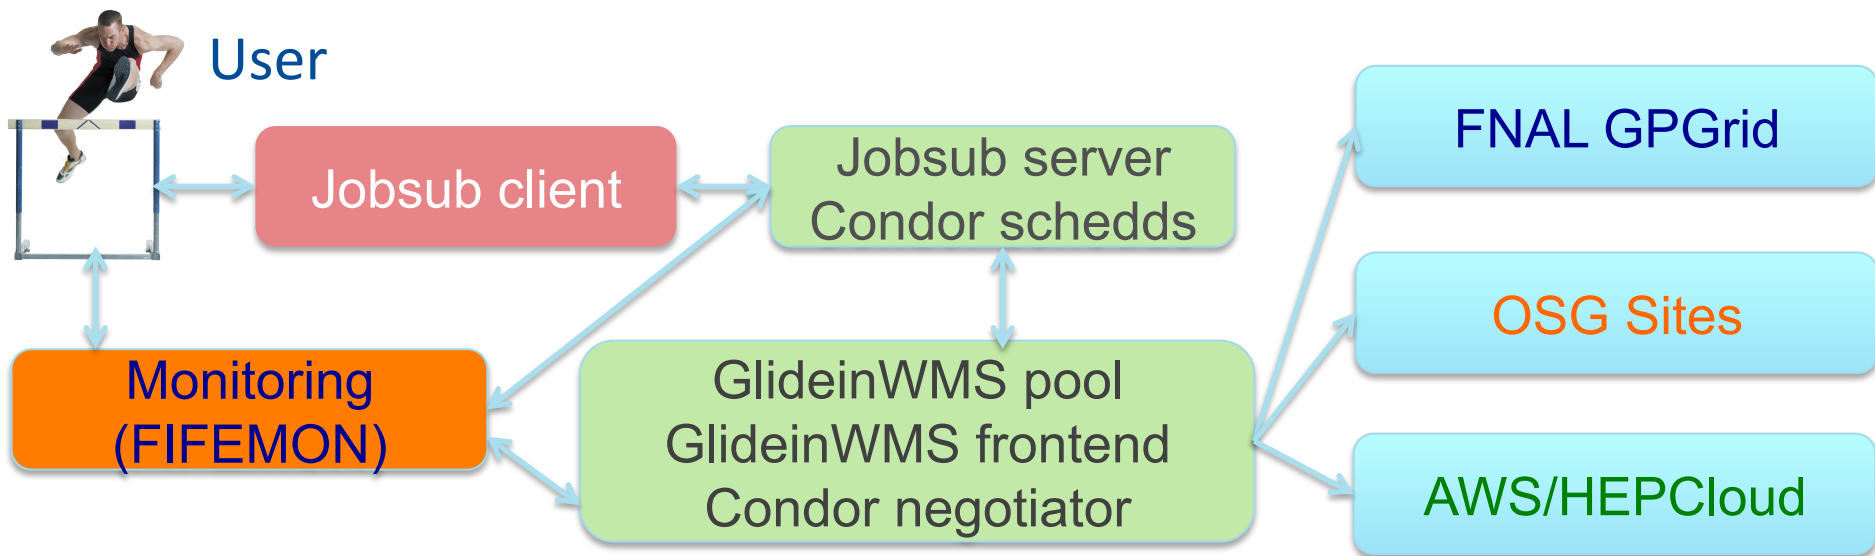 User
Jobsub client
Jobsub server
Condor schedds
FNAL GPGrid
OSG Sites
Monitoring
(FIFEMON)
GlideinWMS pool
GlideinWMS frontend
Condor negotiator
AWS/HEPCloud